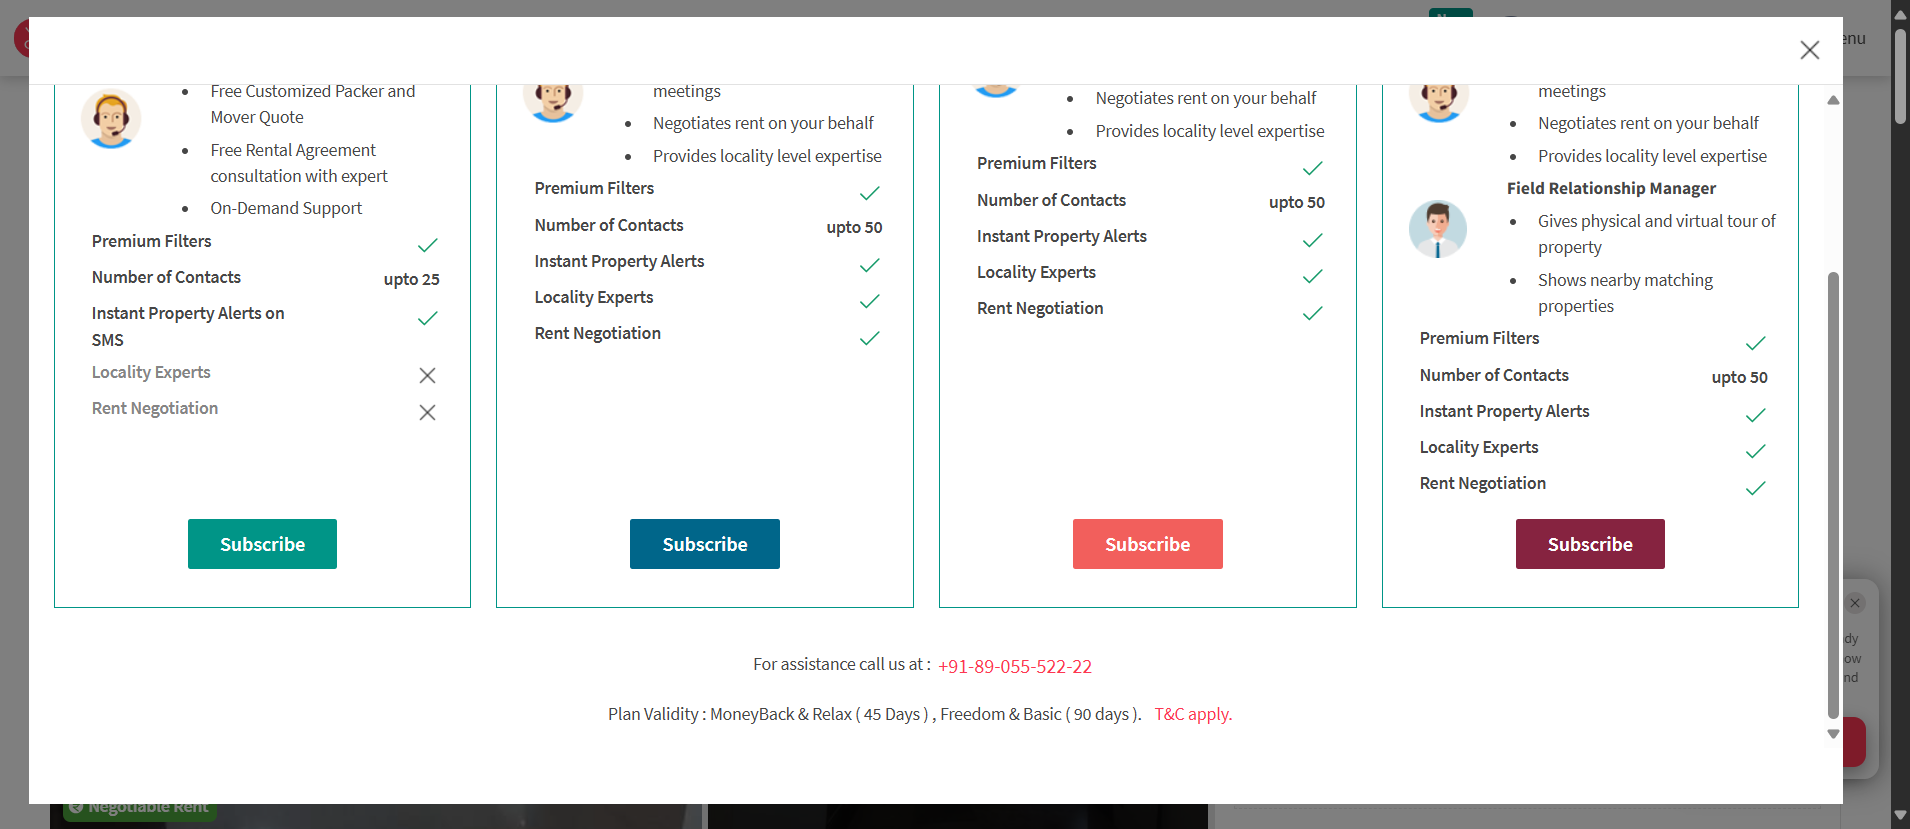 Free Customized Packer and
Mover Quote
Free Rental Agreement
consultation with expert
On-Demand Support
Premium Filters
Number of Contacts upto 25
Instant Property Alerts on
SMS
Locality Experts
Rent Negotiation
Subscribe
meetings
Negotiates rent on your behalf
Provides locality level expertise
Premium Filters
Number of Contacts upto 50
Instant Property Alerts
Locality Experts
Rent Negotiation
Subscribe
Negotiates rent on your behalf
Provides locality level expertise
Premium Filters
Number of Contacts upto 50
Instant Property Alerts
Locality Experts
Rent Negotiation
Subscribe
meetings
Negotiates rent on your behalf
Provides locality level expertise
Field Relationship Manager
Gives physical and virtual tour of
property
Shows nearby matching
properties
Premium Filters
Number of Contacts upto 50
Instant Property Alerts
Locality Experts
Rent Negotiation
Subscribe
For assistance call us at : +91-89-055-522-22
Plan Validity : MoneyBack & Relax ( 45 Days ) , Freedom & Basic ( 90 days ). T&C apply.
Negotiable Rent